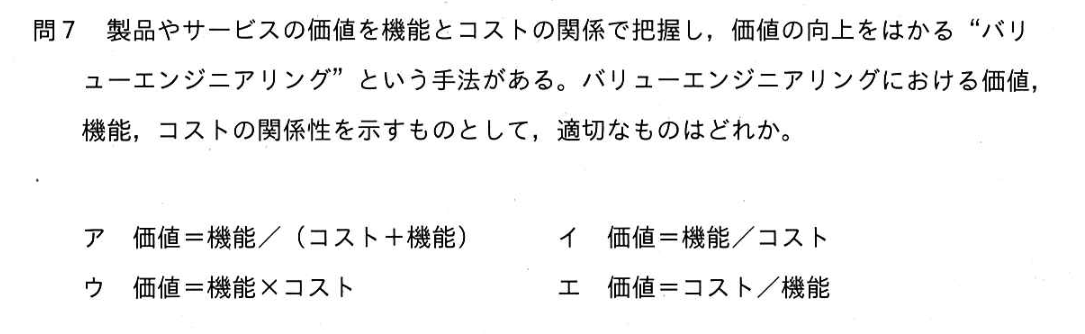 問7　製品やサービスの価値を機能とコストの関係で把握し，価値の向上をはかる“バリ
ューエンジニアリング”という手法がある。バリューエンジニアリングにおける価値，
機能，コストの関係性を示すものとして，適切なものはどれか。
ア　価値＝機能／（コスト＋機能）　　イ　価値＝機能／コスト
ウ　価値＝機能×コスト　　エ　価値＝コスト／機能